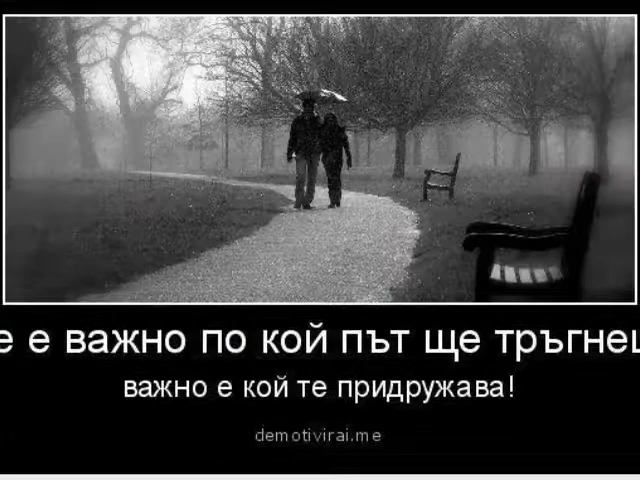 е е важно по кой път ще тръгнеш
важно е кой те придружава!
demotivirai.me